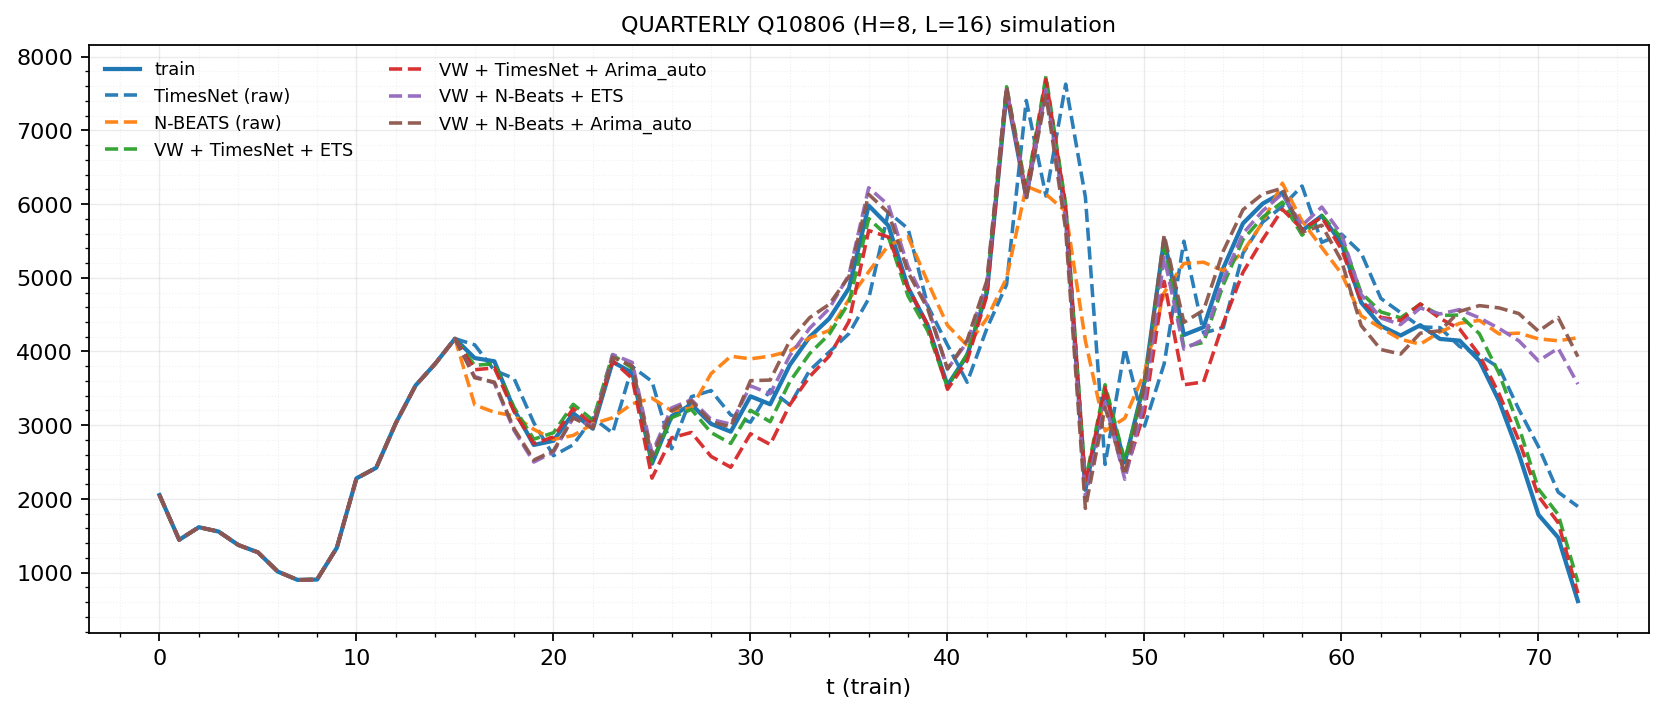 QUARTERLY Q10806 (H=8, L=16) simulation
8000
7000
6000
5000
4000
3000
2000
1000
train
TimesNet (raw)
N-BEATS (raw)
VW + TimesNet + ETS
VW + TimesNet + Arima_auto
VW + N-Beats + ETS
VW + N-Beats + Arima_auto
0 10 20 30 40 50 60 70
t (train)